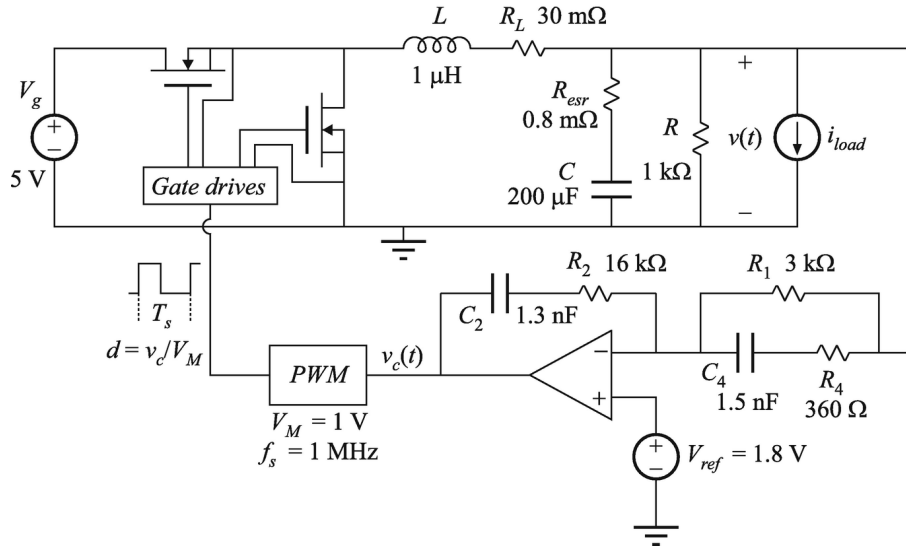 L
1 μH
R_L 30 mΩ
V_g
+
−
5 V
Gate drives
R_esr
0.8 mΩ
C
200 μF
R
1 kΩ
+
v(t)
−
i_load
T_s
d = v_c/V_M
PWM
V_M = 1 V
f_s = 1 MHz
v_c(t)
C_2
1.3 nF
R_2 16 kΩ
R_1 3 kΩ
C_4
1.5 nF
R_4
360 Ω
−
+
+
−
V_ref = 1.8 V